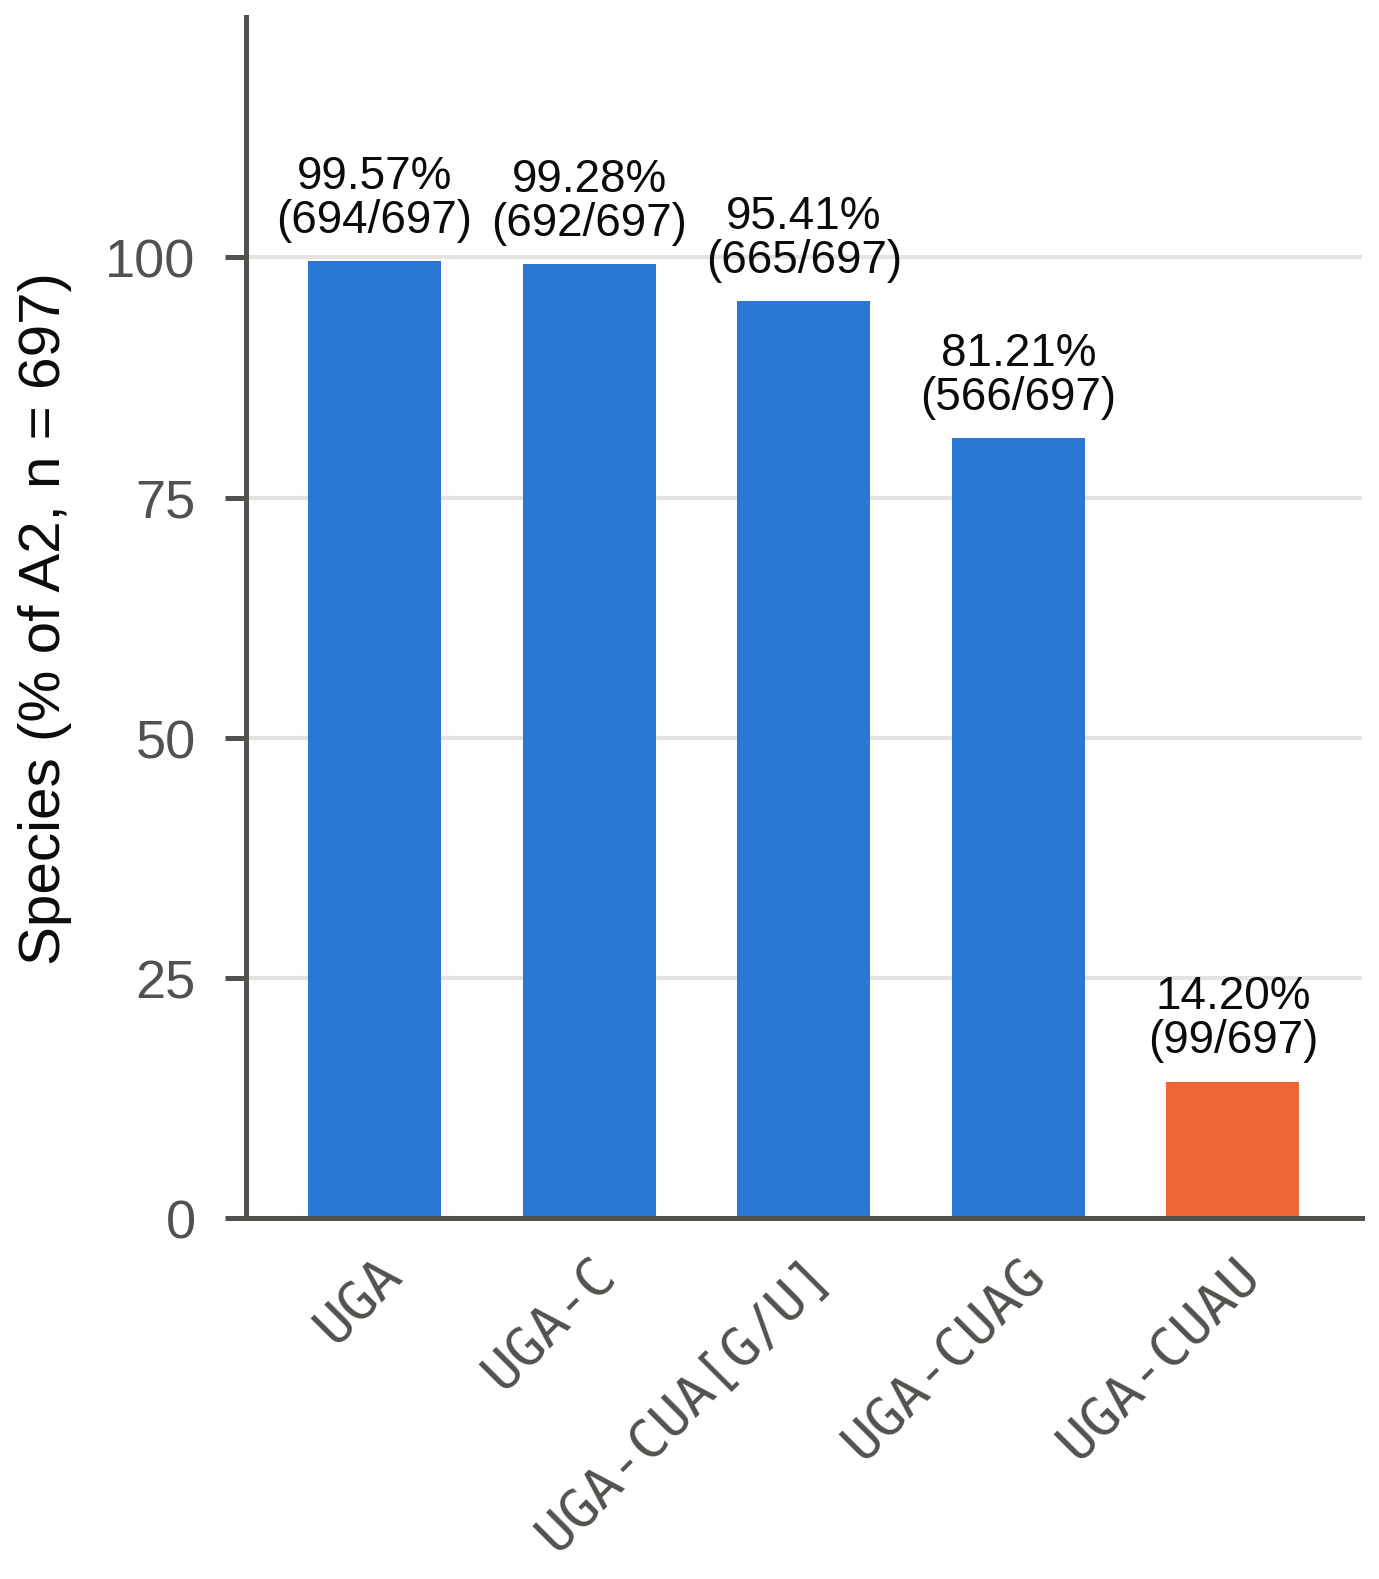 Species (% of A2, n = 697)
100
75
50
25
0
99.57%
(694/697)
99.28%
(692/697)
95.41%
(665/697)
81.21%
(566/697)
14.20%
(99/697)
UGA
UGA-C
UGA-CUA[G/U]
UGA-CUAG
UGA-CUAU